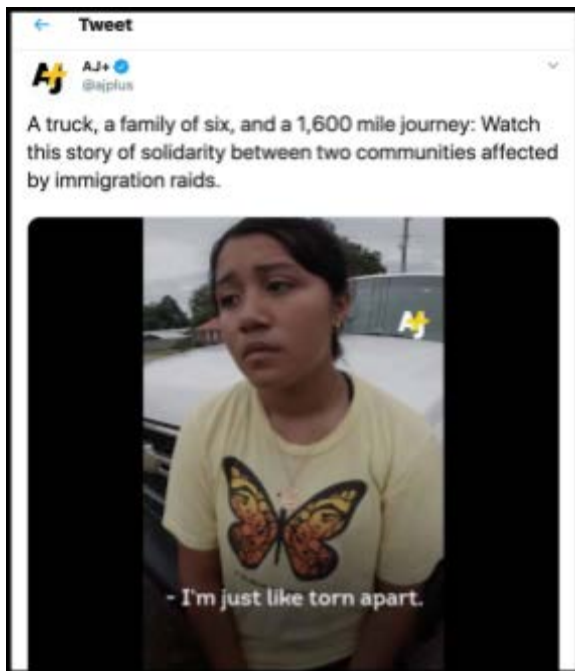 Tweet
AJ+
@ajplus
A truck, a family of six, and a 1,600 mile journey: Watch
this story of solidarity between two communities affected
by immigration raids.
AJ+
- I'm just like torn apart.